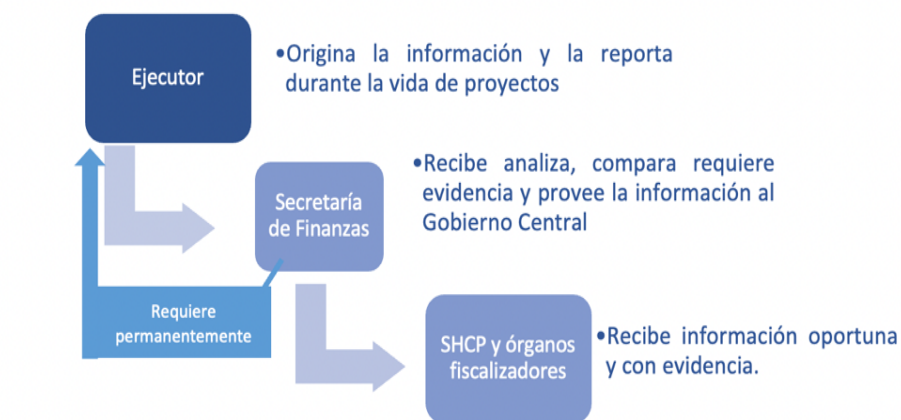 Ejecutor
•Origina la información y la reporta
durante la vida de proyectos
Secretaría
de Finanzas
•Recibe analiza, compara requiere
evidencia y provee la información al
Gobierno Central
Requiere
permanentemente
SHCP y órganos
fiscalizadores
•Recibe información oportuna
y con evidencia.